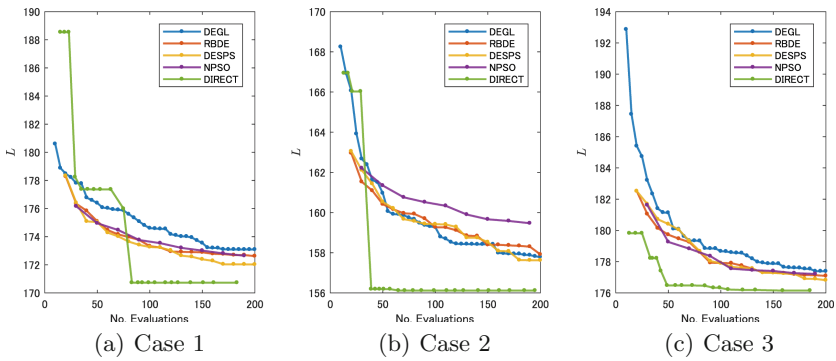 190
188
186
184
182
180
178
176
174
172
170
L
0
50
100
150
200
No. Evaluations
DEGL
RBDE
DESPS
NPSO
DIRECT
(a) Case 1
170
168
166
164
162
160
158
156
L
0
50
100
150
200
No. Evaluations
DEGL
RBDE
DESPS
NPSO
DIRECT
(b) Case 2
194
192
190
188
186
184
182
180
178
176
L
0
50
100
150
200
No. Evaluations
DEGL
RBDE
DESPS
NPSO
DIRECT
(c) Case 3